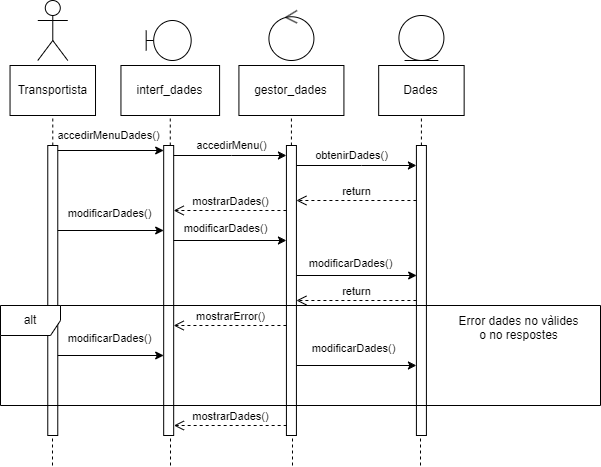 Transportista
interf_dades
gestor_dades
Dades
accedirMenuDades()
accedirMenu()
obtenirDades()
return
mostrarDades()
modificarDades()
modificarDades()
modificarDades()
return
alt
Error dades no vàlides
o no respostes
mostrarError()
modificarDades()
modificarDades()
mostrarDades()